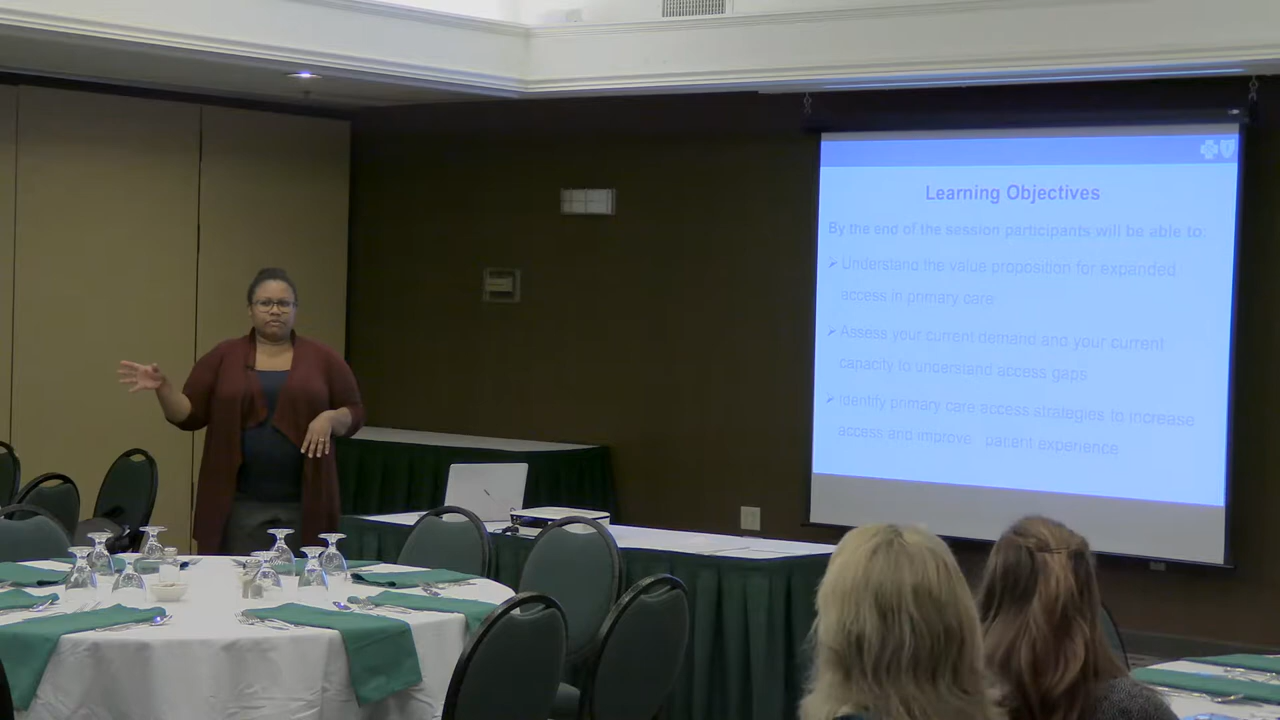 Learning Objectives
By the end of the session participants will be able to:
➢ Understand the value proposition for expanded
access in primary care
➢ Assess your current demand and your current
capacity to understand access gaps
➢ Identify primary care access strategies to increase
access and improve patient experience